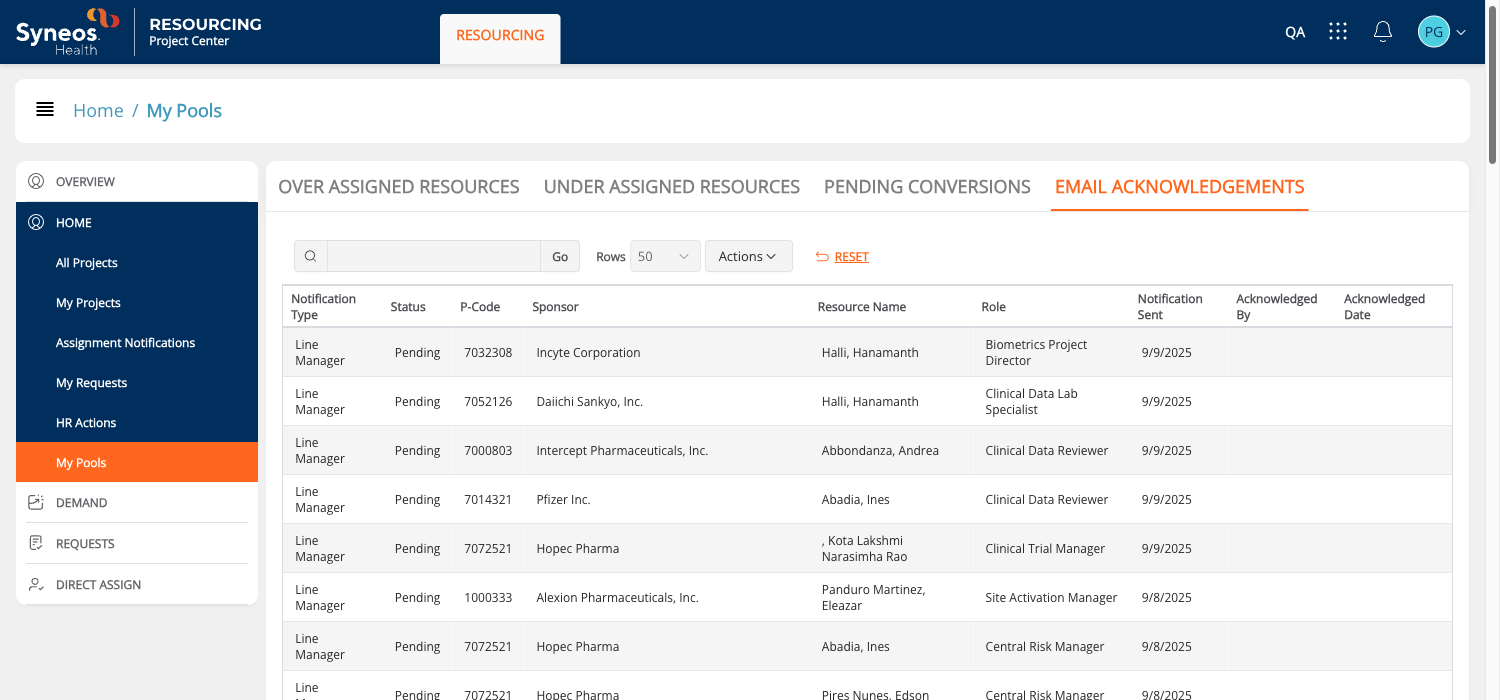 Syneos.
Health
RESOURCING
Project Center
RESOURCING
QA
PG
Home / My Pools
OVERVIEW
HOME
All Projects
My Projects
Assignment Notifications
My Requests
HR Actions
My Pools
DEMAND
REQUESTS
DIRECT ASSIGN
OVER ASSIGNED RESOURCES UNDER ASSIGNED RESOURCES PENDING CONVERSIONS EMAIL ACKNOWLEDGEMENTS
Go Rows 50 Actions RESET
Notification Type Status P-Code Sponsor Resource Name Role Notification Sent Acknowledged By Acknowledged Date
Line Manager Pending 7032308 Incyte Corporation Halli, Hanamanth Biometrics Project Director 9/9/2025
Line Manager Pending 7052126 Daiichi Sankyo, Inc. Halli, Hanamanth Clinical Data Lab Specialist 9/9/2025
Line Manager Pending 7000803 Intercept Pharmaceuticals, Inc. Abbondanza, Andrea Clinical Data Reviewer 9/9/2025
Line Manager Pending 7014321 Pfizer Inc. Abadia, Ines Clinical Data Reviewer 9/9/2025
Line Manager Pending 7072521 Hopec Pharma , Kota Lakshmi Narasimha Rao Clinical Trial Manager 9/9/2025
Line Manager Pending 1000333 Alexion Pharmaceuticals, Inc. Panduro Martinez, Eleazar Site Activation Manager 9/8/2025
Line Manager Pending 7072521 Hopec Pharma Abadia, Ines Central Risk Manager 9/8/2025
Line Pending 7072521 Hopec Pharma Pires Nunes, Edson Central Risk Manager 9/8/2025